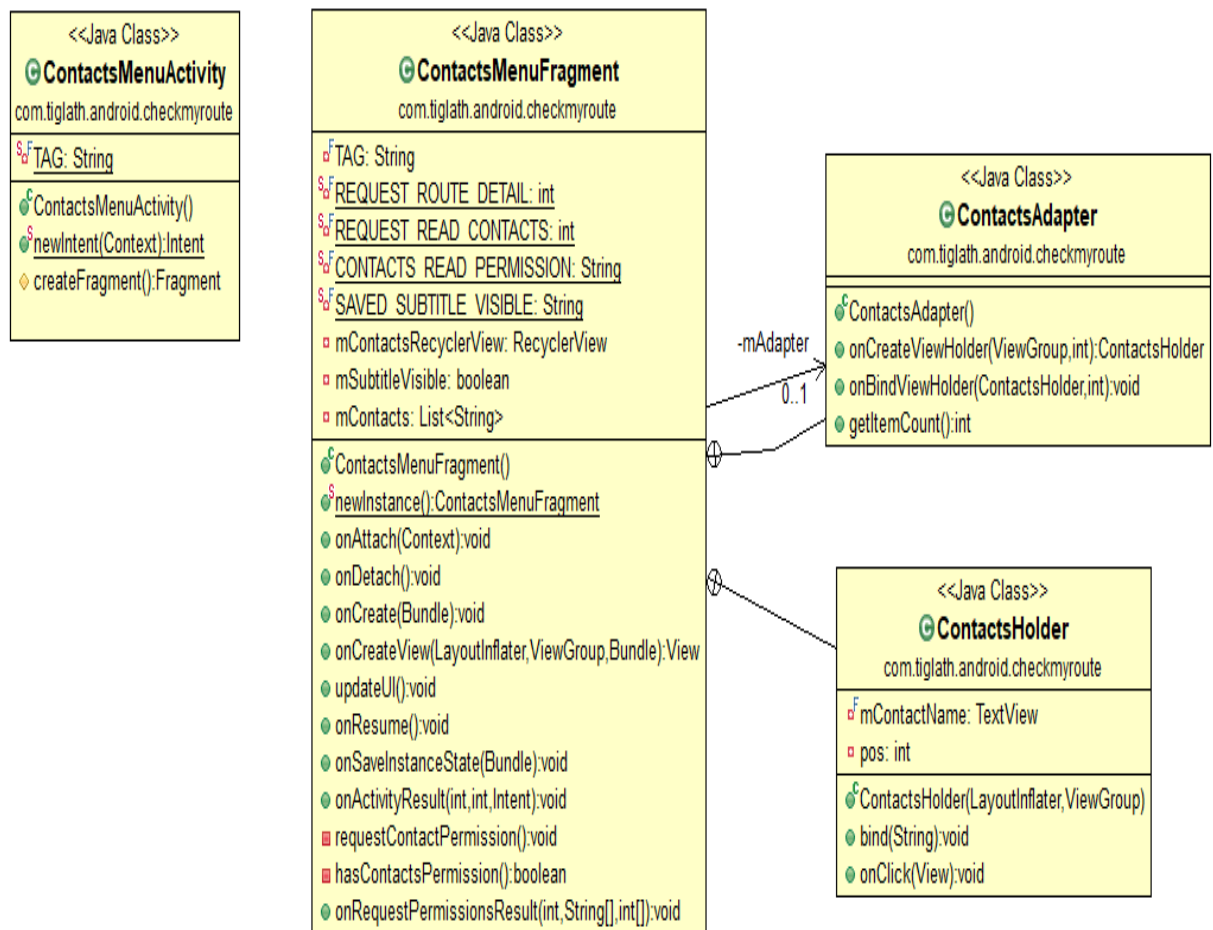 <<Java Class>>
ContactsMenuActivity
com.tiglath.android.checkmyroute
TAG: String
ContactsMenuActivity()
newIntent(Context):Intent
createFragment():Fragment
<<Java Class>>
ContactsMenuFragment
com.tiglath.android.checkmyroute
TAG: String
REQUEST_ROUTE_DETAIL: int
REQUEST_READ_CONTACTS: int
CONTACTS_READ_PERMISSION: String
SAVED_SUBTITLE_VISIBLE: String
mContactsRecyclerView: RecyclerView
mSubtitleVisible: boolean
mContacts: List<String>
ContactsMenuFragment()
newInstance():ContactsMenuFragment
onAttach(Context):void
onDetach():void
onCreate(Bundle):void
onCreateView(LayoutInflater,ViewGroup,Bundle):View
updateUI():void
onResume():void
onSaveInstanceState(Bundle):void
onActivityResult(int,int,Intent):void
requestContactPermission():void
hasContactsPermission():boolean
onRequestPermissionsResult(int,String[],int[]):void
-mAdapter
0..1
<<Java Class>>
ContactsAdapter
com.tiglath.android.checkmyroute
ContactsAdapter()
onCreateViewHolder(ViewGroup,int):ContactsHolder
onBindViewHolder(ContactsHolder,int):void
getItemCount():int
<<Java Class>>
ContactsHolder
com.tiglath.android.checkmyroute
mContactName: TextView
pos: int
ContactsHolder(LayoutInflater,ViewGroup)
bind(String):void
onClick(View):void